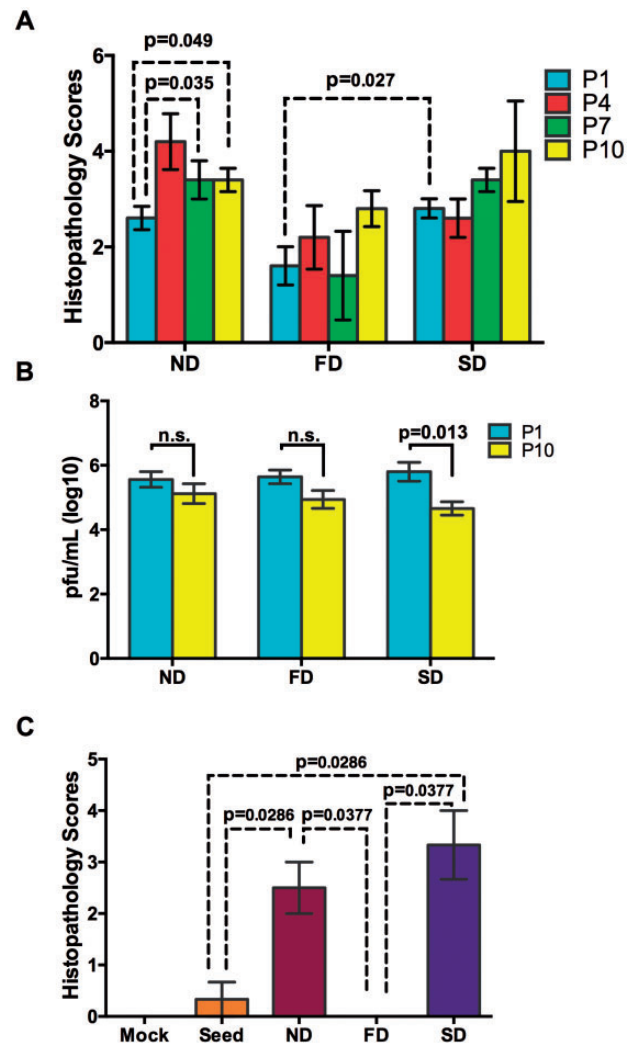 A
p=0.049
p=0.035
p=0.027
P1
P4
P7
P10
Histopathology Scores
6
4
2
0
ND FD SD
B
n.s. n.s. p=0.013
P1
P10
pfu/mL (log10)
8
6
4
2
0
ND FD SD
C
p=0.0286
p=0.0377
p=0.0286 p=0.0377
Histopathology Scores
5
4
3
2
1
0
Mock Seed ND FD SD